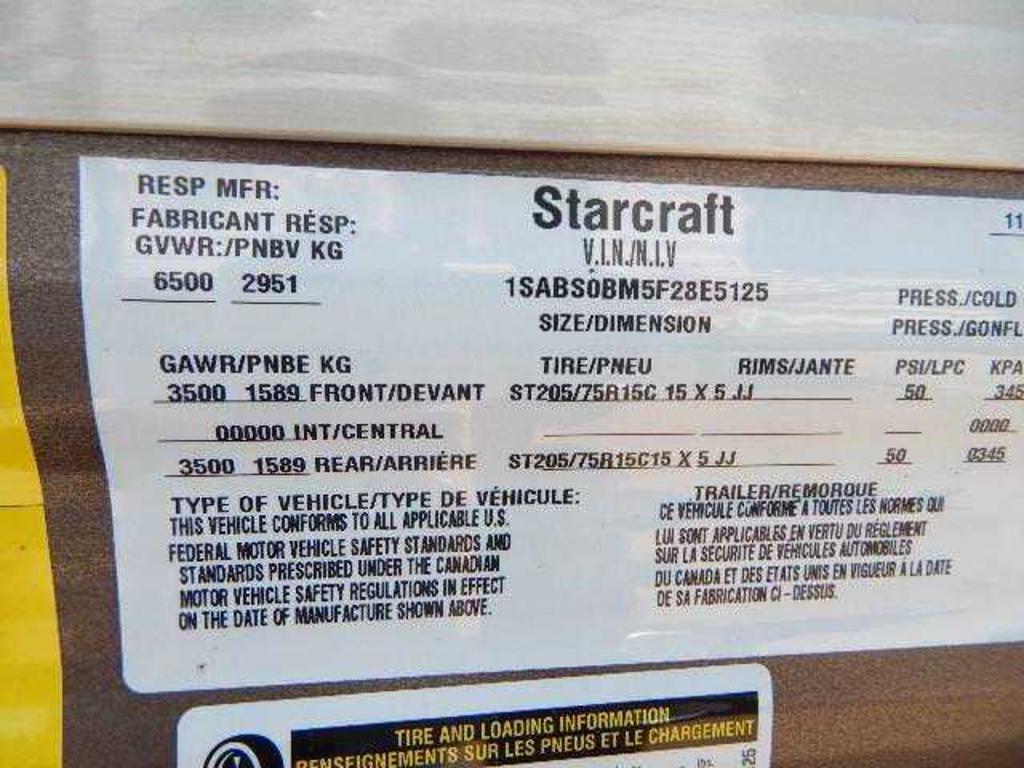 RESP MFR:
Starcraft
11
FABRICANT RÈSP:
GVWR:/PNBV KG
V.I.N./N.I.V
6500 2951
1SABS0BM5F28E5125
PRESS./COLD
SIZE/DIMENSION
PRESS./GONFL
GAWR/PNBE KG TIRE/PNEU RIMS/JANTE PSI/LPC KPA
3500 1589 FRONT/DEVANT ST205/75R15C 15 X 5 JJ 50 345
00000 INT/CENTRAL 0000
3500 1589 REAR/ARRIÉRE ST205/75R15C15 X 5 JJ 50 0345
TYPE OF VEHICLE/TYPE DE VÉHICULE: TRAILER/REMORQUE
THIS VEHICLE CONFORMS TO ALL APPLICABLE U.S.
FEDERAL MOTOR VEHICLE SAFETY STANDARDS AND
STANDARDS PRESCRIBED UNDER THE CANADIAN
MOTOR VEHICLE SAFETY REGULATIONS IN EFFECT
ON THE DATE OF MANUFACTURE SHOWN ABOVE.
CE VEHICULE CONFORME A TOUTES LES NORMES QUI
LUI SONT APPLICABLES EN VERTU DU REGLEMENT
SUR LA SECURITE DE VEHICULES AUTOMOBILES
DU CANADA ET DES ETATS UNIS EN VIGUEUR A LA DATE
DE SA FABRICATION CI-DESSUS.
TIRE AND LOADING INFORMATION
RENSEIGNEMENTS SUR LES PNEUS ET LE CHARGEMENT
lbs.
26